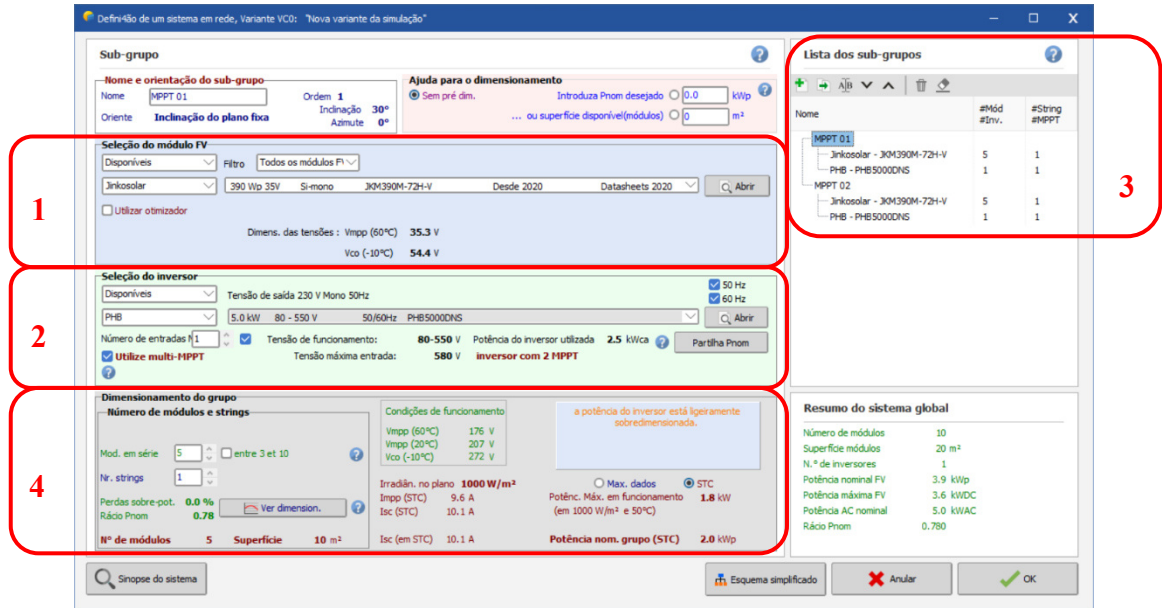 Defini4ão de um sistema em rede, Variante VC0: "Nova variante da simulação"
Sub-grupo
Nome e orientação do sub-grupo
Nome MPPT 01 Ordem 1
Oriente Inclinação do plano fixa Inclinação 30°
Azimute 0°
Ajuda para o dimensionamento
Sem pré dim. Introduza Pnom desejado 0.0 kWp
... ou superfície disponível(módulos) 0 m²
1
Seleção do módulo FV
Disponíveis Filtro Todos os módulos F\
Jinkosolar 390 Wp 35V Si-mono JKM390M-72H-V Desde 2020 Datasheets 2020 Abrir
Utilizar otimizador
Dimens. das tensões : Vmpp (60°C) 35.3 V
Vco (-10°C) 54.4 V
2
Seleção do inversor
Disponíveis Tensão de saída 230 V Mono 50Hz
50 Hz
60 Hz
PHB 5.0 kW 80 - 550 V 50/60Hz PHB5000DNS Abrir
Número de entradas 1 Tensão de funcionamento: 80-550 V Potência do inversor utilizada 2.5 kWca Partilha Pnom
Utilize multi-MPPT Tensão máxima entrada: 580 V inversor com 2 MPPT
4
Dimensionamento do grupo
Número de módulos e strings
Mod. em série 5 entre 3 et 10
Nr. strings 1
Perdas sobre-pot. 0.0 %
Rácio Pnom 0.78
Ver dimension.
Nº de módulos 5 Superfície 10 m²
Condições de funcionamento
Vmpp (60°C) 176 V
Vmpp (20°C) 207 V
Vco (-10°C) 272 V
Irradiân. no plano 1000 W/m²
Impp (STC) 9.6 A
Isc (STC) 10.1 A
Isc (em STC) 10.1 A
a potência do inversor está ligeiramente
sobredimensionada.
Max. dados STC
Potênc. Máx. em funcionamento 1.8 kW
(em 1000 W/m² e 50°C)
Potência nom. grupo (STC) 2.0 kWp
3
Lista dos sub-grupos
Nome #Mód #String
#Inv. #MPPT
MPPT 01
Jinkosolar - JKM390M-72H-V 5 1
PHB - PHB5000DNS 1 1
MPPT 02
Jinkosolar - JKM390M-72H-V 5 1
PHB - PHB5000DNS 1 1
Resumo do sistema global
Número de módulos 10
Superfície módulos 20 m²
N.º de inversores 1
Potência nominal FV 3.9 kWp
Potência máxima FV 3.6 kWDC
Potência AC nominal 5.0 kWAC
Rácio Pnom 0.780
Sinopse do sistema
Esquema simplificado
Anular
OK